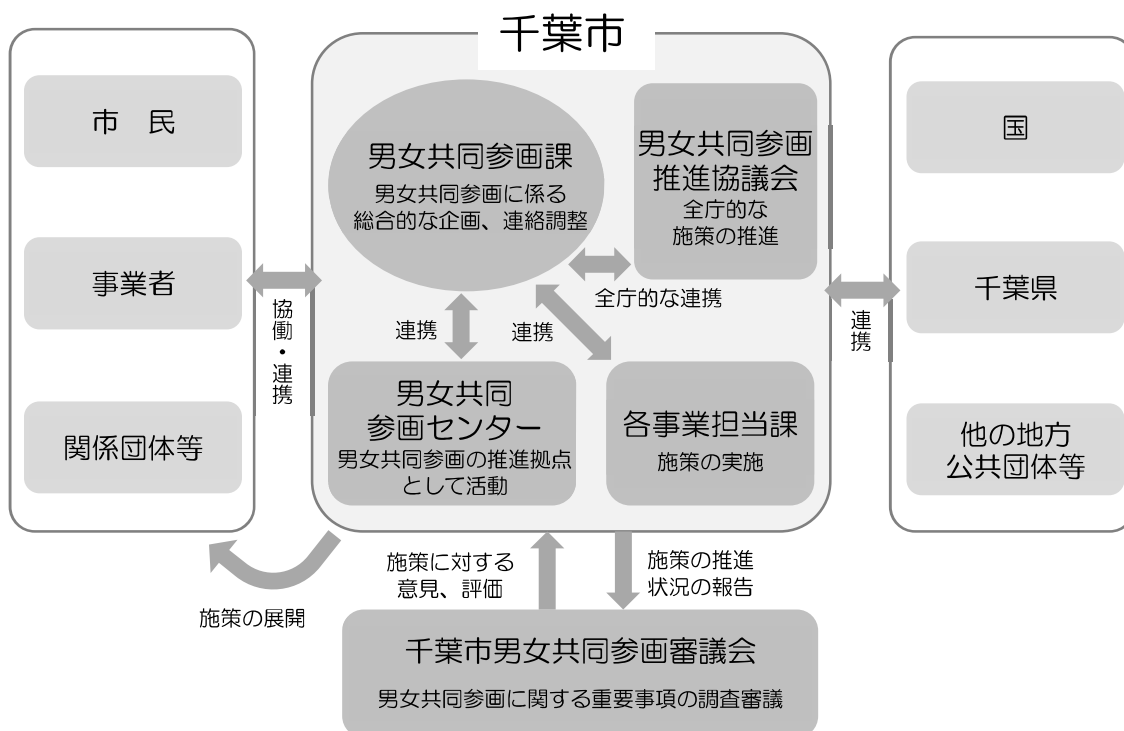 千葉市
市　民
事業者
関係団体等
協働・連携
男女共同参画課
男女共同参画に係る
総合的な企画、連絡調整
男女共同参画
推進協議会
全庁的な
施策の推進
全庁的な連携
連携
連携
男女共同
参画センター
男女共同参画の推進拠点
として活動
各事業担当課
施策の実施
連携
国
千葉県
他の地方
公共団体等
施策の展開
施策に対する
意見、評価
施策の推進
状況の報告
千葉市男女共同参画審議会
男女共同参画に関する重要事項の調査審議